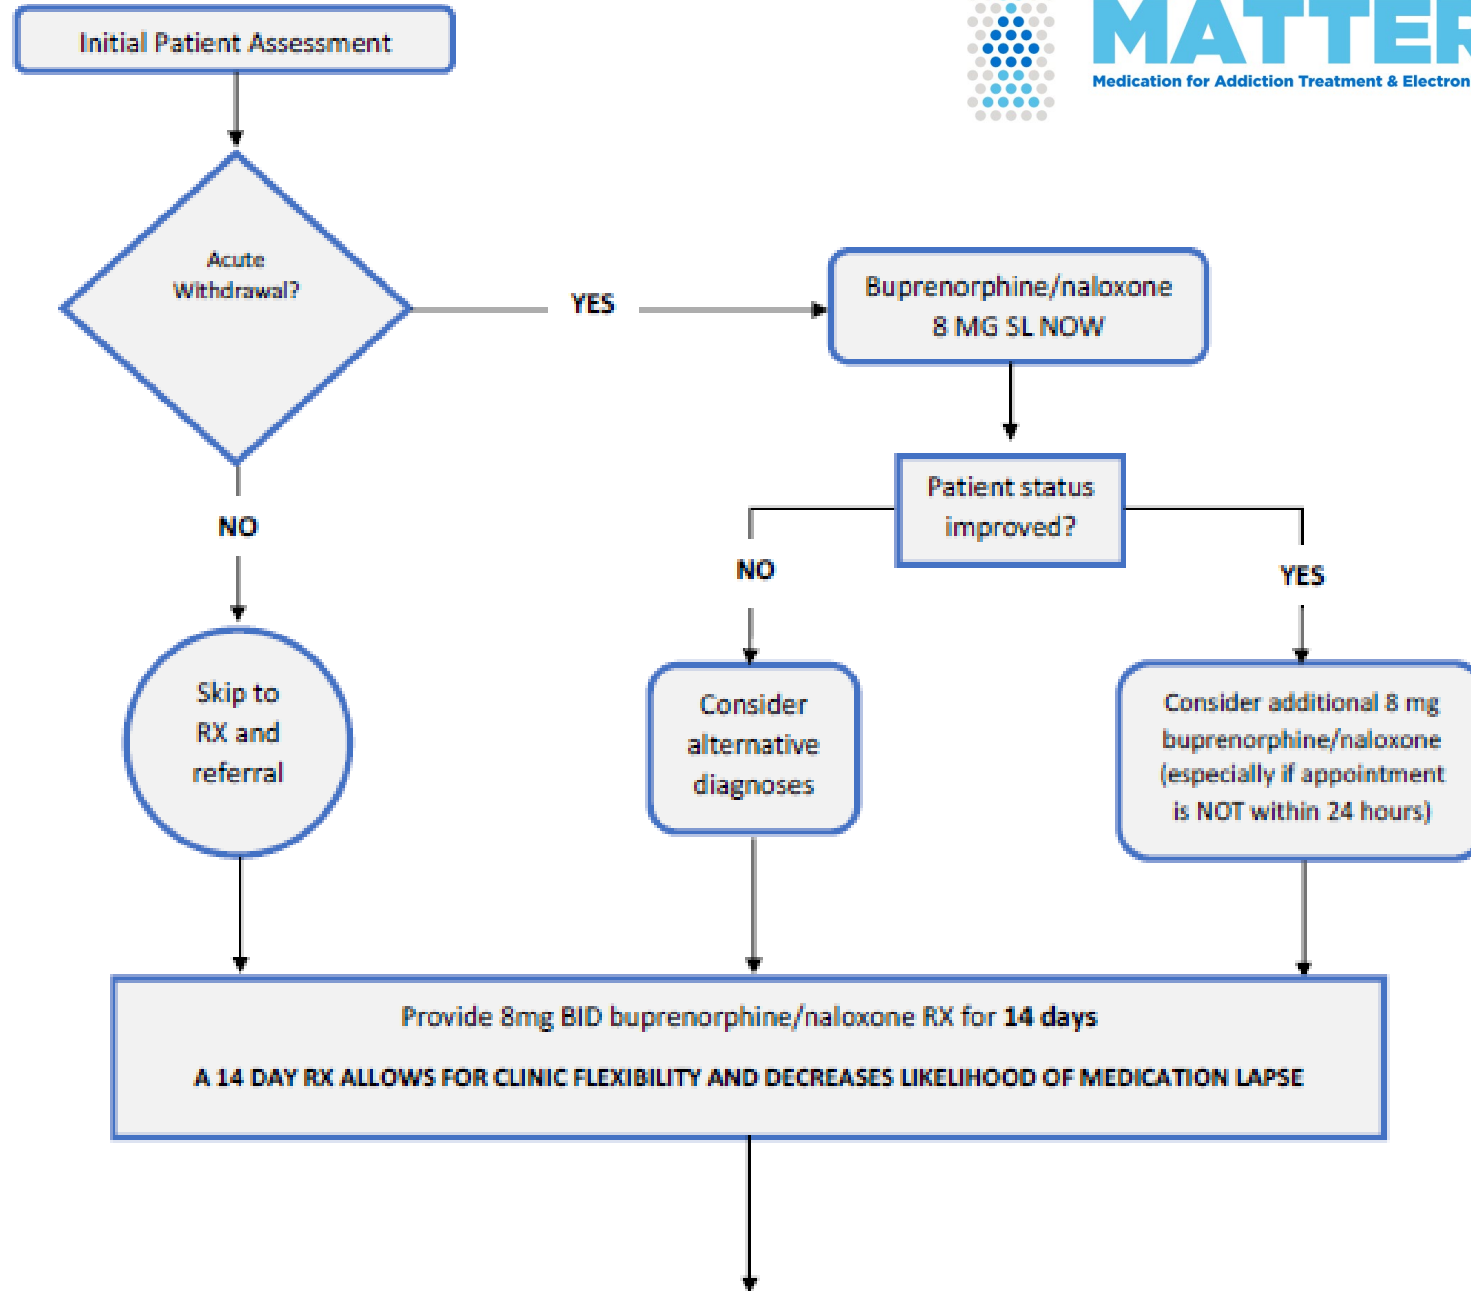 Initial Patient Assessment
MATTER
Medication for Addiction Treatment & Electron
Acute
Withdrawal?
YES
Buprenorphine/naloxone
8 MG SL NOW
Patient status
improved?
NO
NO
YES
Skip to
RX and
referral
Consider
alternative
diagnoses
Consider additional 8 mg
buprenorphine/naloxone
(especially if appointment
is NOT within 24 hours)
Provide 8mg BID buprenorphine/naloxone RX for 14 days
A 14 DAY RX ALLOWS FOR CLINIC FLEXIBILITY AND DECREASES LIKELIHOOD OF MEDICATION LAPSE